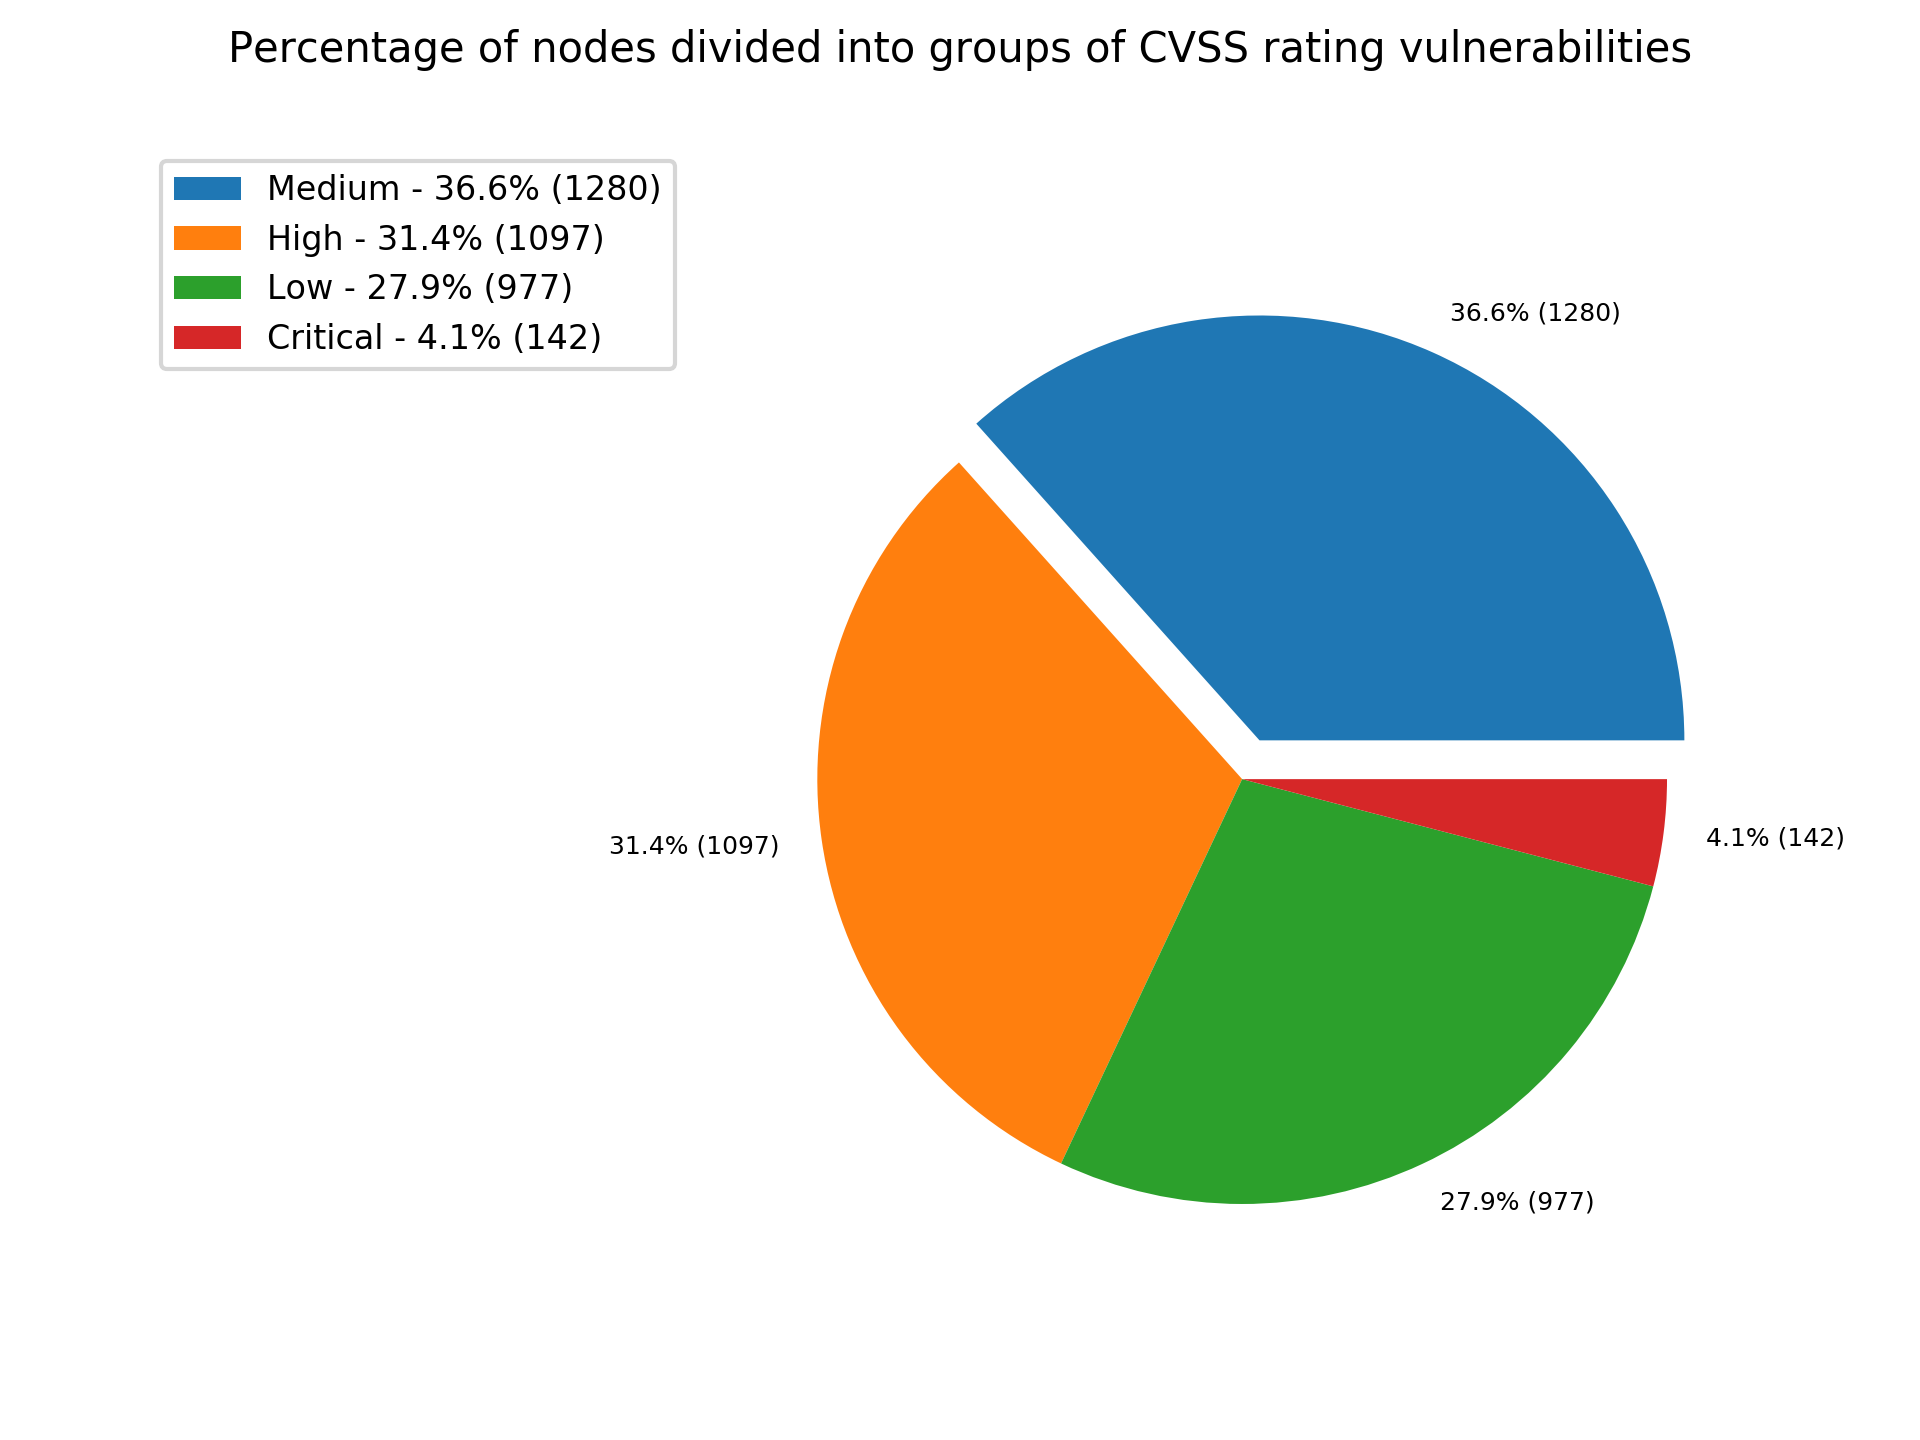 Percentage of nodes divided into groups of CVSS rating vulnerabilities
Medium - 36.6% (1280)
High - 31.4% (1097)
Low - 27.9% (977)
Critical - 4.1% (142)
36.6% (1280)
31.4% (1097)
4.1% (142)
27.9% (977)